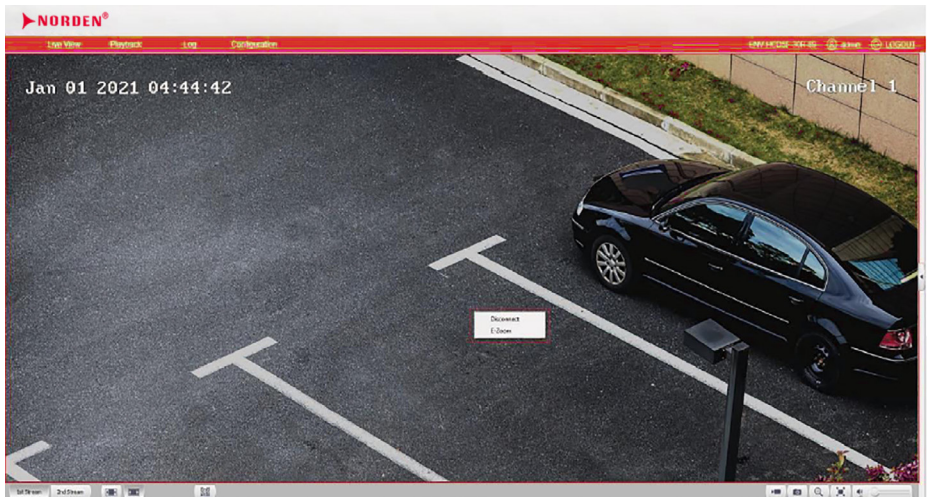 NORDEN®
Live View Playback Log Configuration admin LOGOUT
Jan 01 2021 04:44:42 Channel 1
Disconnect
E-Zoom
1st Stream 2nd Stream